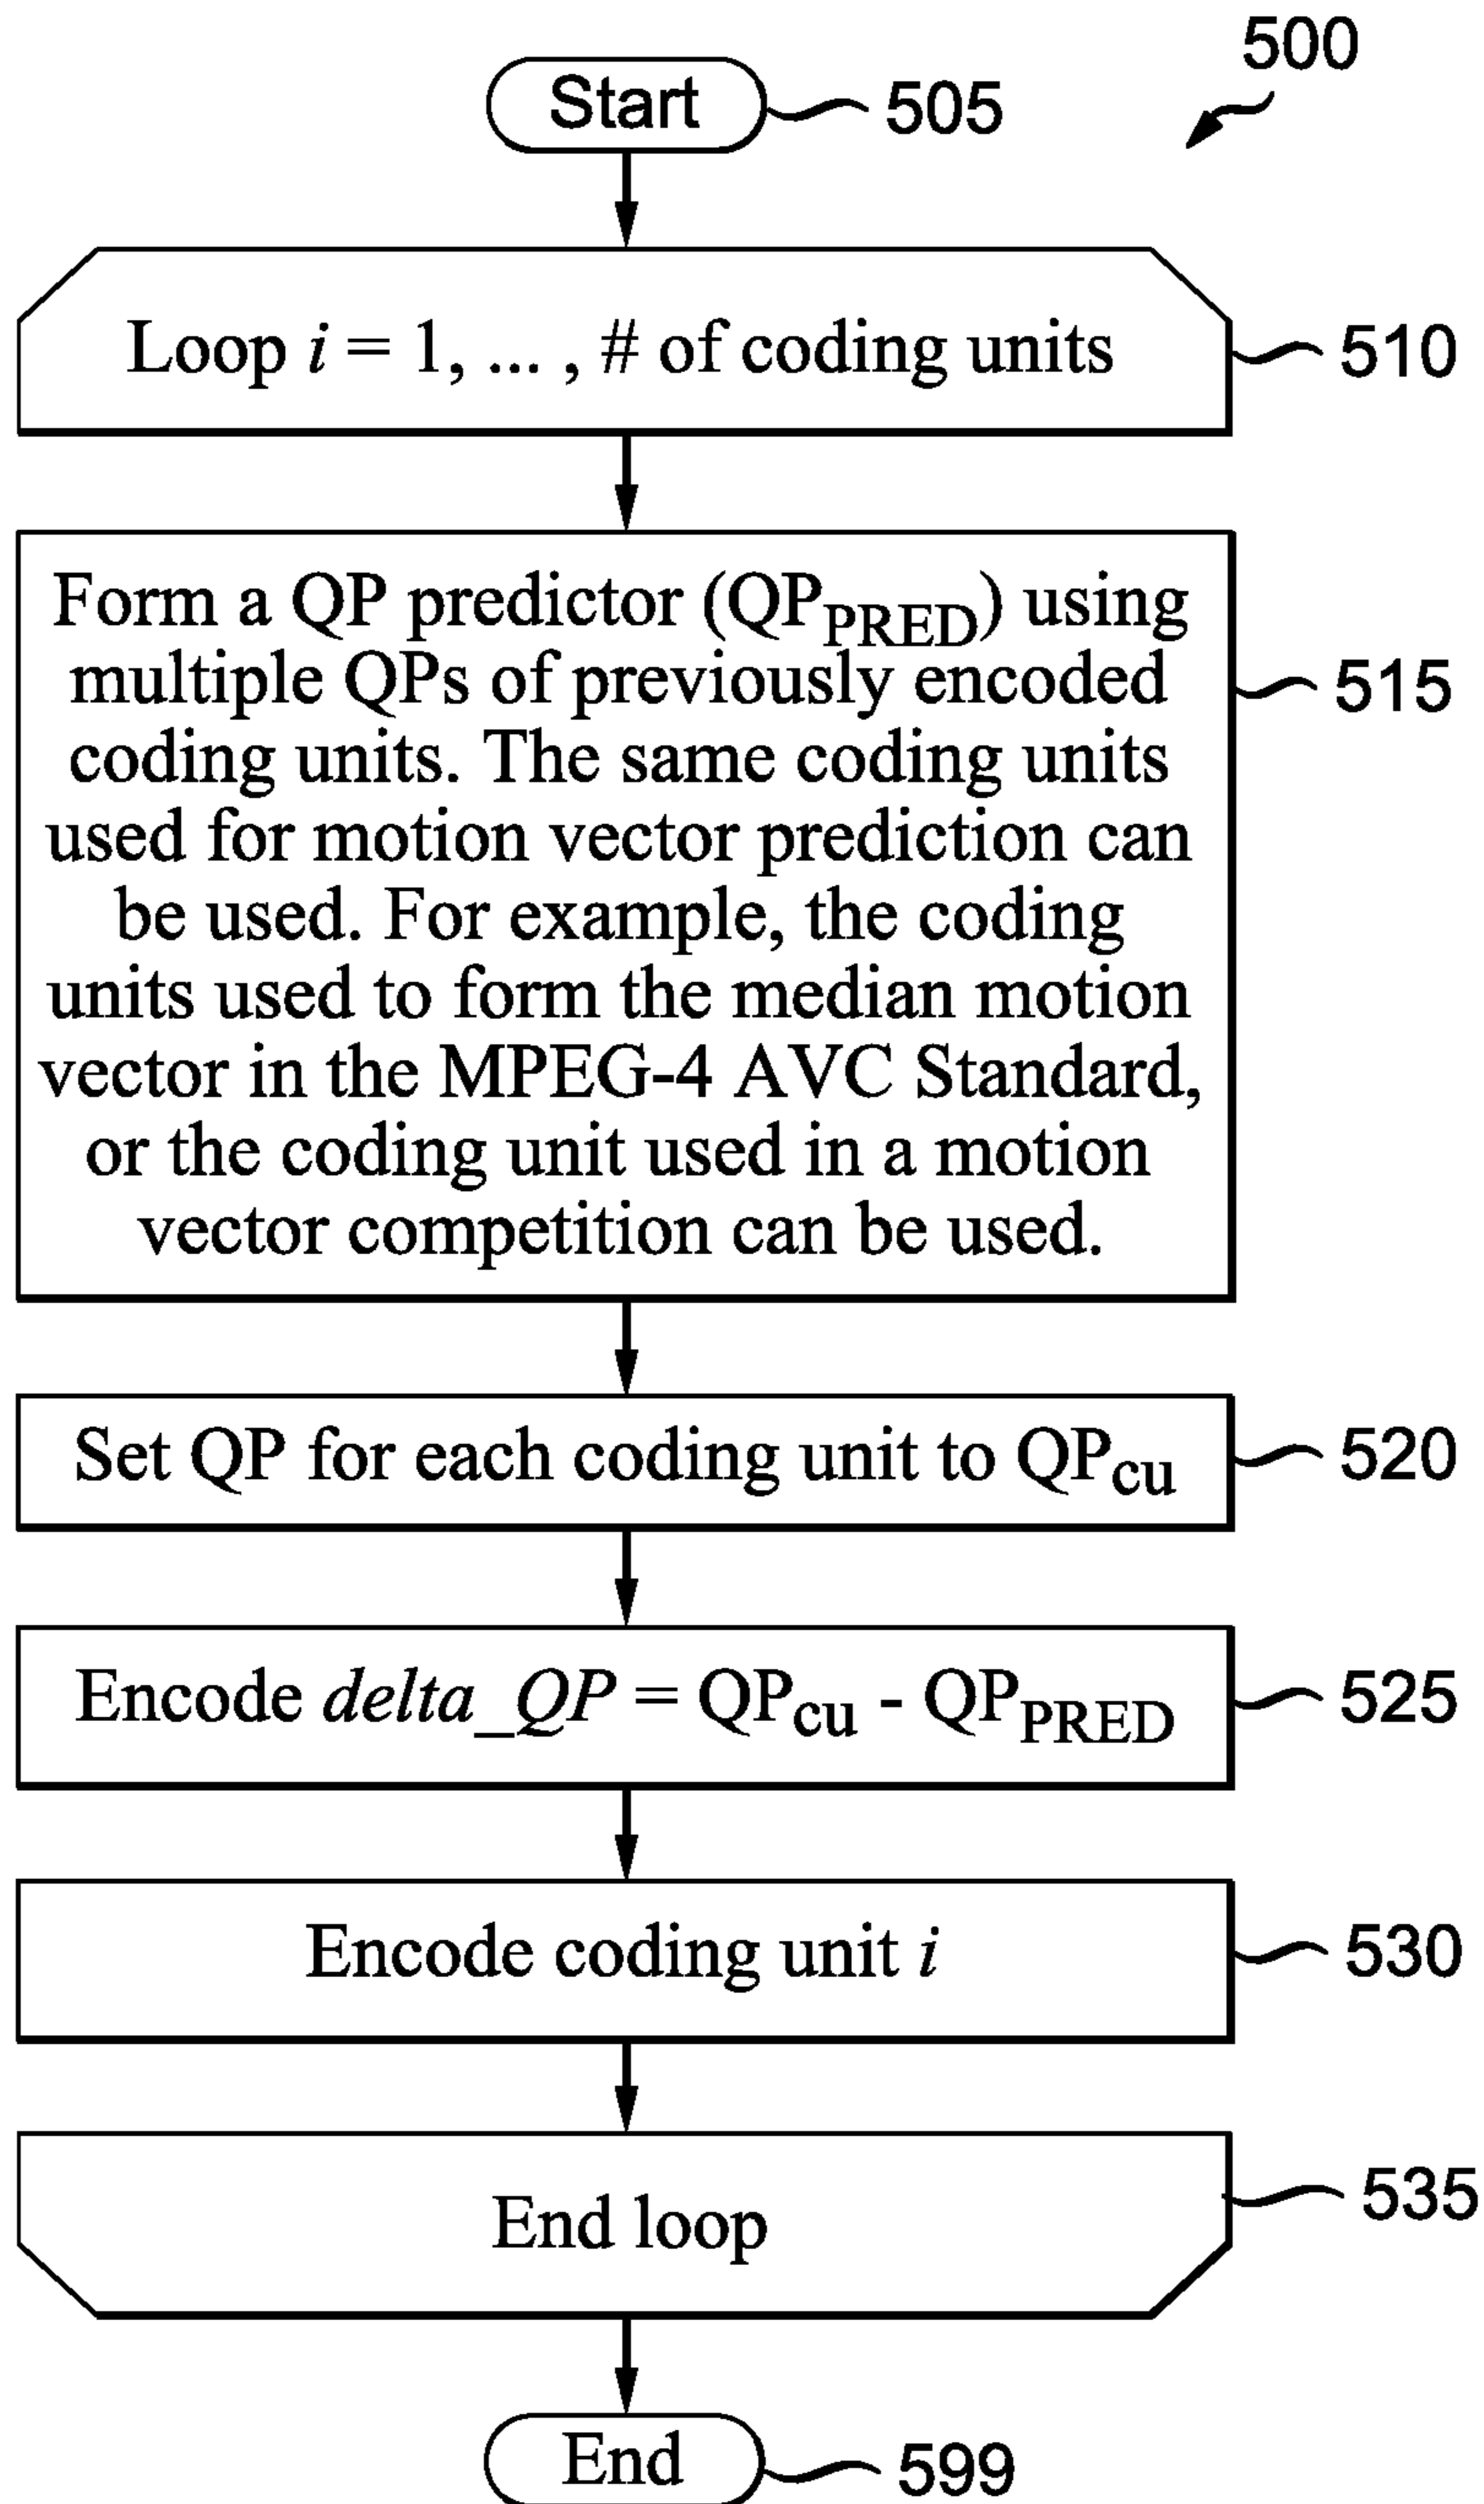 500
Start
505
Loop i = 1, ... , # of coding units
510
Form a QP predictor (QPPRED) using
multiple QPs of previously encoded
coding units. The same coding units
used for motion vector prediction can
be used. For example, the coding
units used to form the median motion
vector in the MPEG-4 AVC Standard,
or the coding unit used in a motion
vector competition can be used.
515
Set QP for each coding unit to QPcu
520
Encode delta_QP = QPcu - QPPRED
525
Encode coding unit i
530
End loop
535
End
599